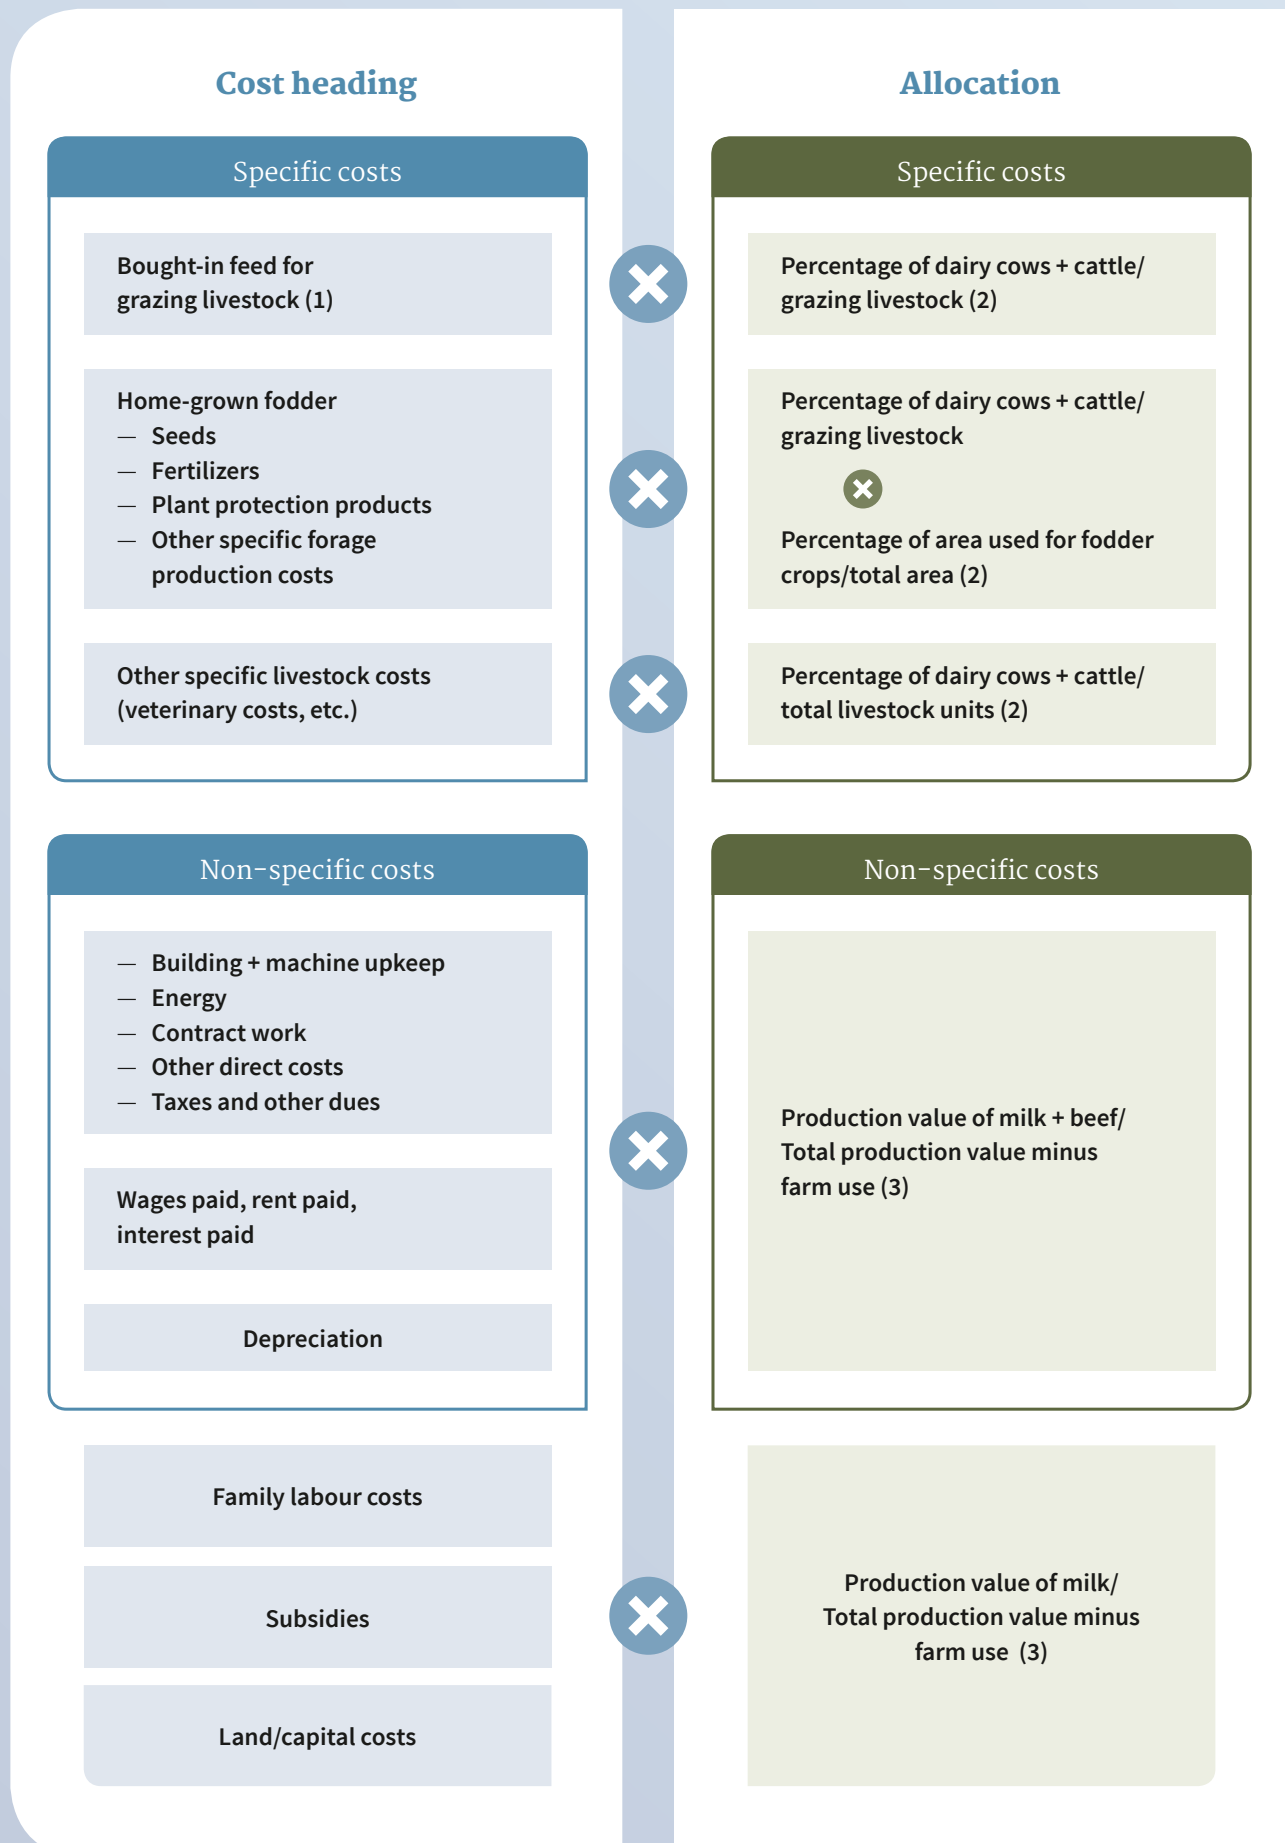 Cost heading
Allocation
Specific costs
Specific costs
Bought-in feed for
grazing livestock (1)
Percentage of dairy cows + cattle/
grazing livestock (2)
Home-grown fodder
— Seeds
— Fertilizers
— Plant protection products
— Other specific forage
production costs
Percentage of dairy cows + cattle/
grazing livestock
Percentage of area used for fodder
crops/total area (2)
Other specific livestock costs
(veterinary costs, etc.)
Percentage of dairy cows + cattle/
total livestock units (2)
Non-specific costs
Non-specific costs
— Building + machine upkeep
— Energy
— Contract work
— Other direct costs
— Taxes and other dues
Wages paid, rent paid,
interest paid
Depreciation
Production value of milk + beef/
Total production value minus
farm use (3)
Family labour costs
Subsidies
Land/capital costs
Production value of milk/
Total production value minus
farm use (3)